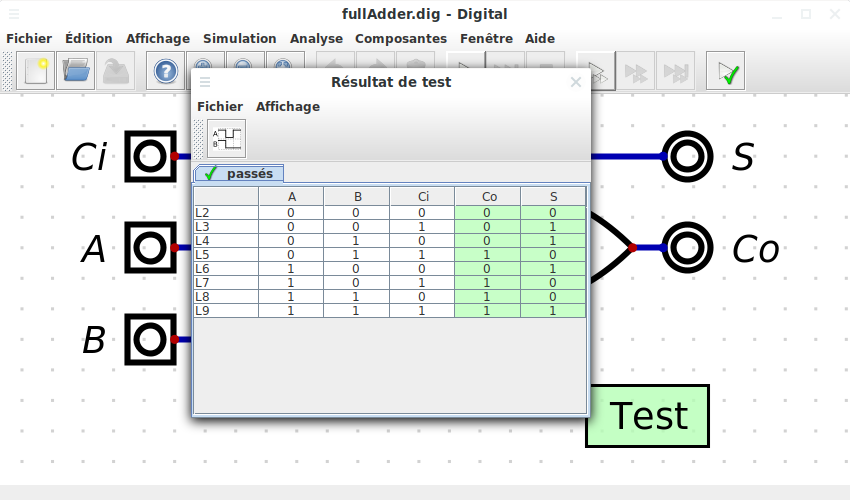 fullAdder.dig - Digital
Fichier Édition Affichage Simulation Analyse Composantes Fenêtre Aide
Résultat de test
Fichier Affichage
A
B
passés
A B Ci Co S
L2 0 0 0 0 0
L3 0 0 1 0 1
L4 0 1 0 0 1
L5 0 1 1 1 0
L6 1 0 0 0 1
L7 1 0 1 1 0
L8 1 1 0 1 0
L9 1 1 1 1 1
Ci
A
B
S
Co
Test